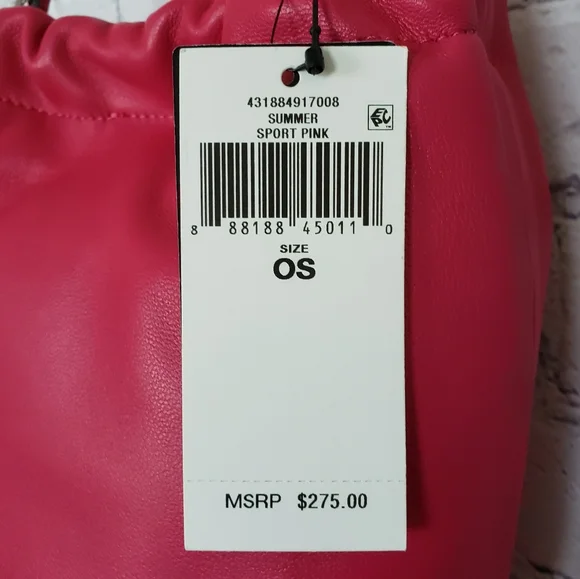 431884917008
SUMMER
SPORT PINK
8 88188 45011 0
SIZE
OS
MSRP $275.00